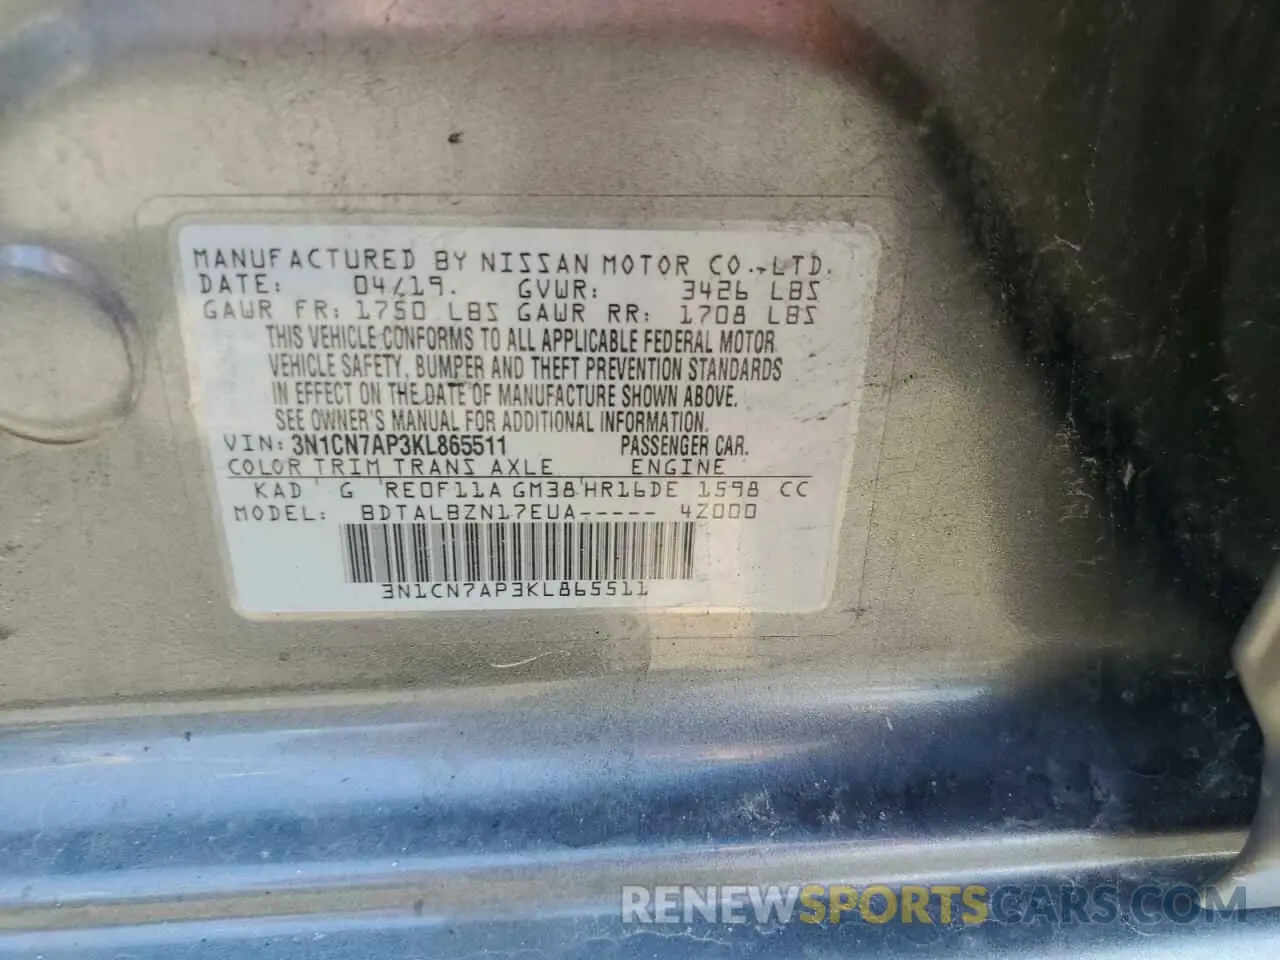 MANUFACTURED BY NISSAN MOTOR CO., LTD.
DATE: 04/19. GVWR: 3426 LBS
GAWR FR: 1750 LBS GAWR RR: 1708 LBS
THIS VEHICLE CONFORMS TO ALL APPLICABLE FEDERAL MOTOR
VEHICLE SAFETY, BUMPER AND THEFT PREVENTION STANDARDS
IN EFFECT ON THE DATE OF MANUFACTURE SHOWN ABOVE.
SEE OWNER'S MANUAL FOR ADDITIONAL INFORMATION.
VIN: 3N1CN7AP3KL865511 PASSENGER CAR.
COLOR TRIM TRANS AXLE ENGINE
KAD G RE0F11A GM38 HR16DE 1598 CC
MODEL: BDTALBZN17EUA----- 4Z000
3N1CN7AP3KL865511
RENEWSPORTSCARS.COM